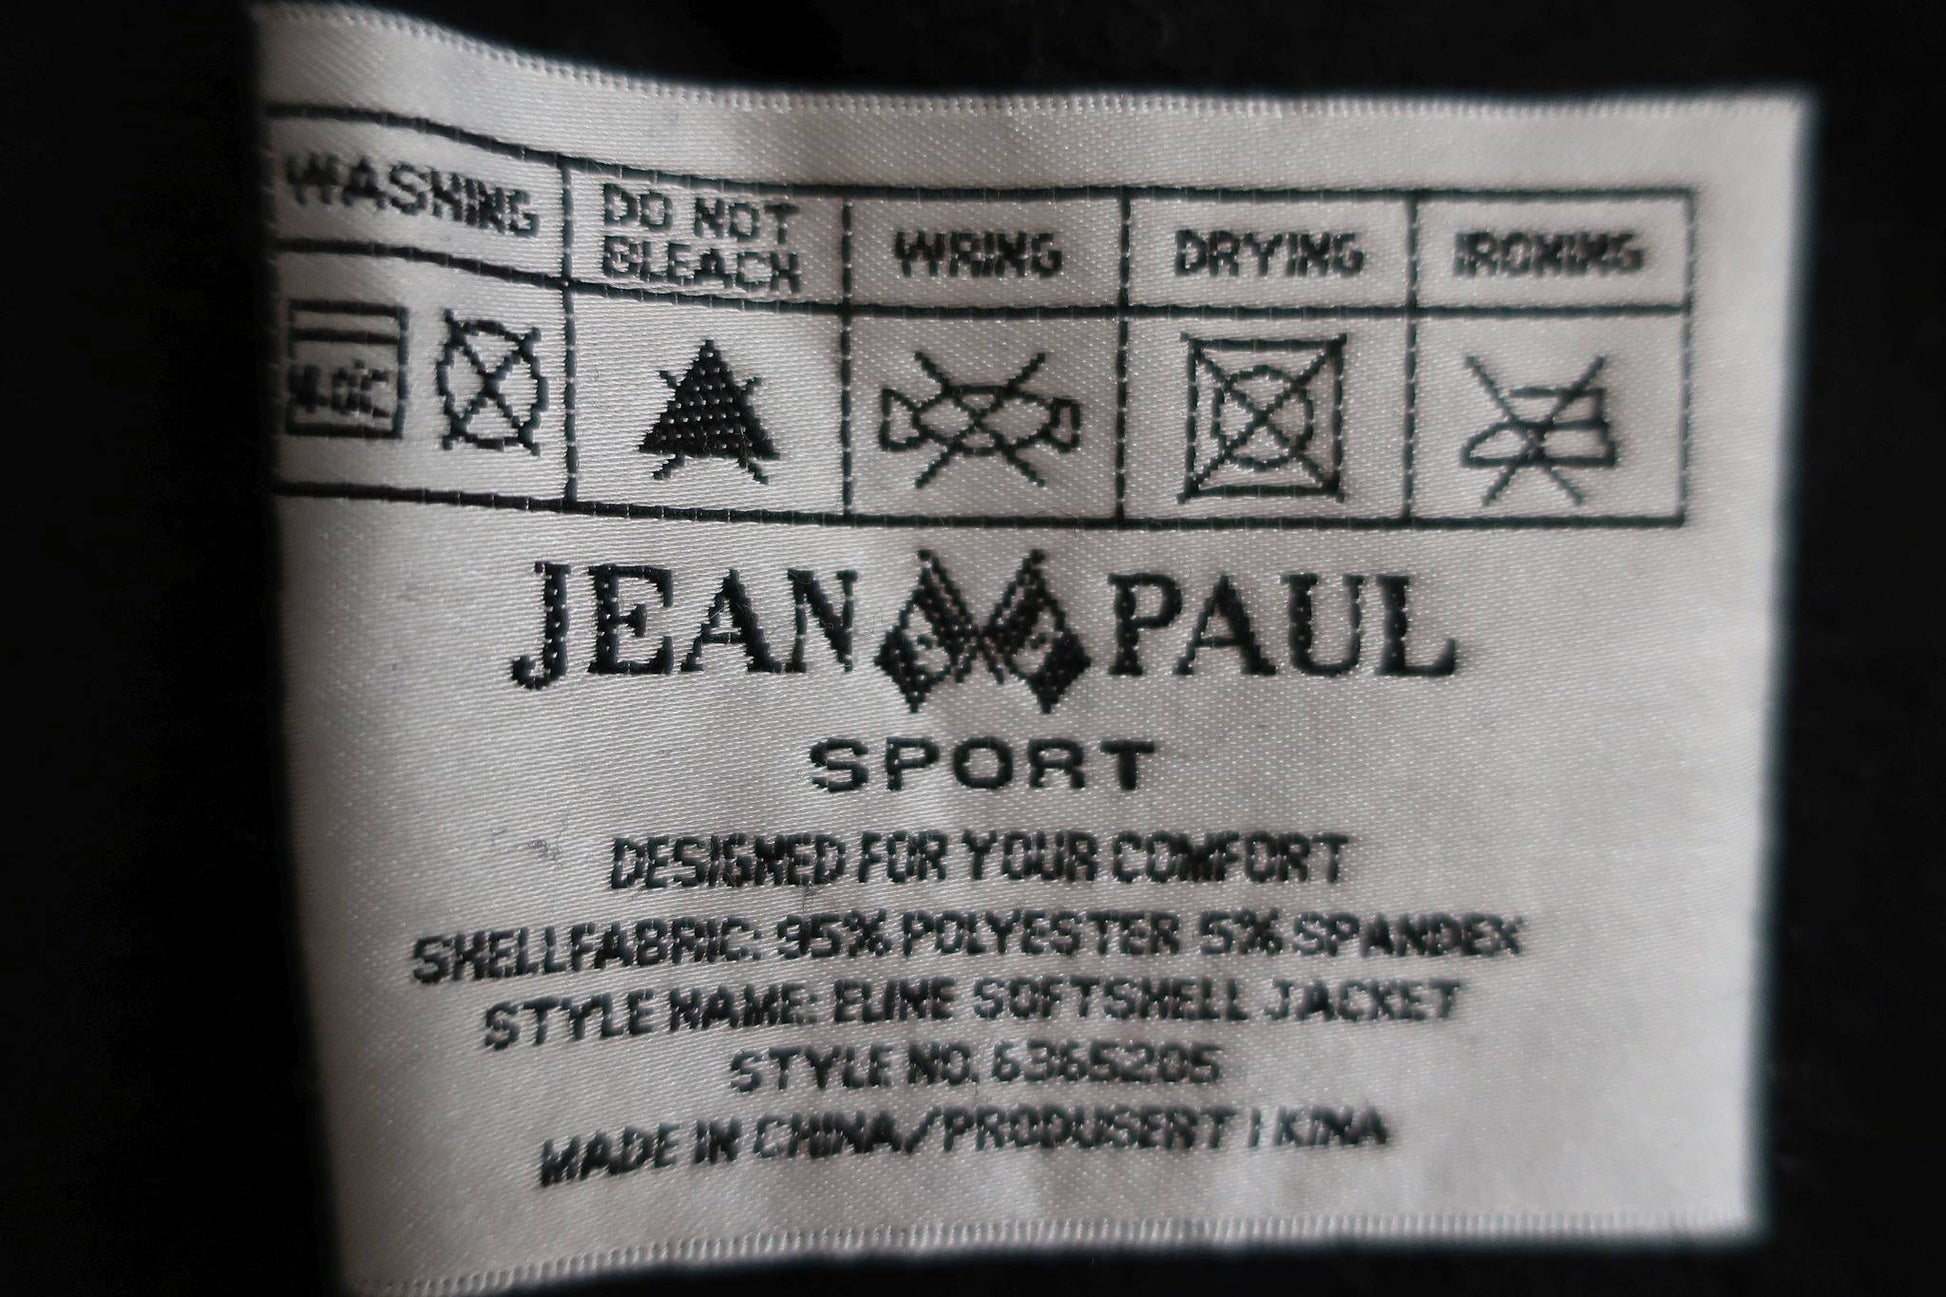 WASHING
DO NOT
BLEACH
WRING
DRYING
IRONING
40°C
JEAN PAUL
SPORT
DESIGNED FOR YOUR COMFORT
SHELLFABRIC: 95% POLYESTER 5% SPANDEX
STYLE NAME: ELINE SOFTSHELL JACKET
STYLE NO. 6365205
MADE IN CHINA/PRODUSERT I KINA